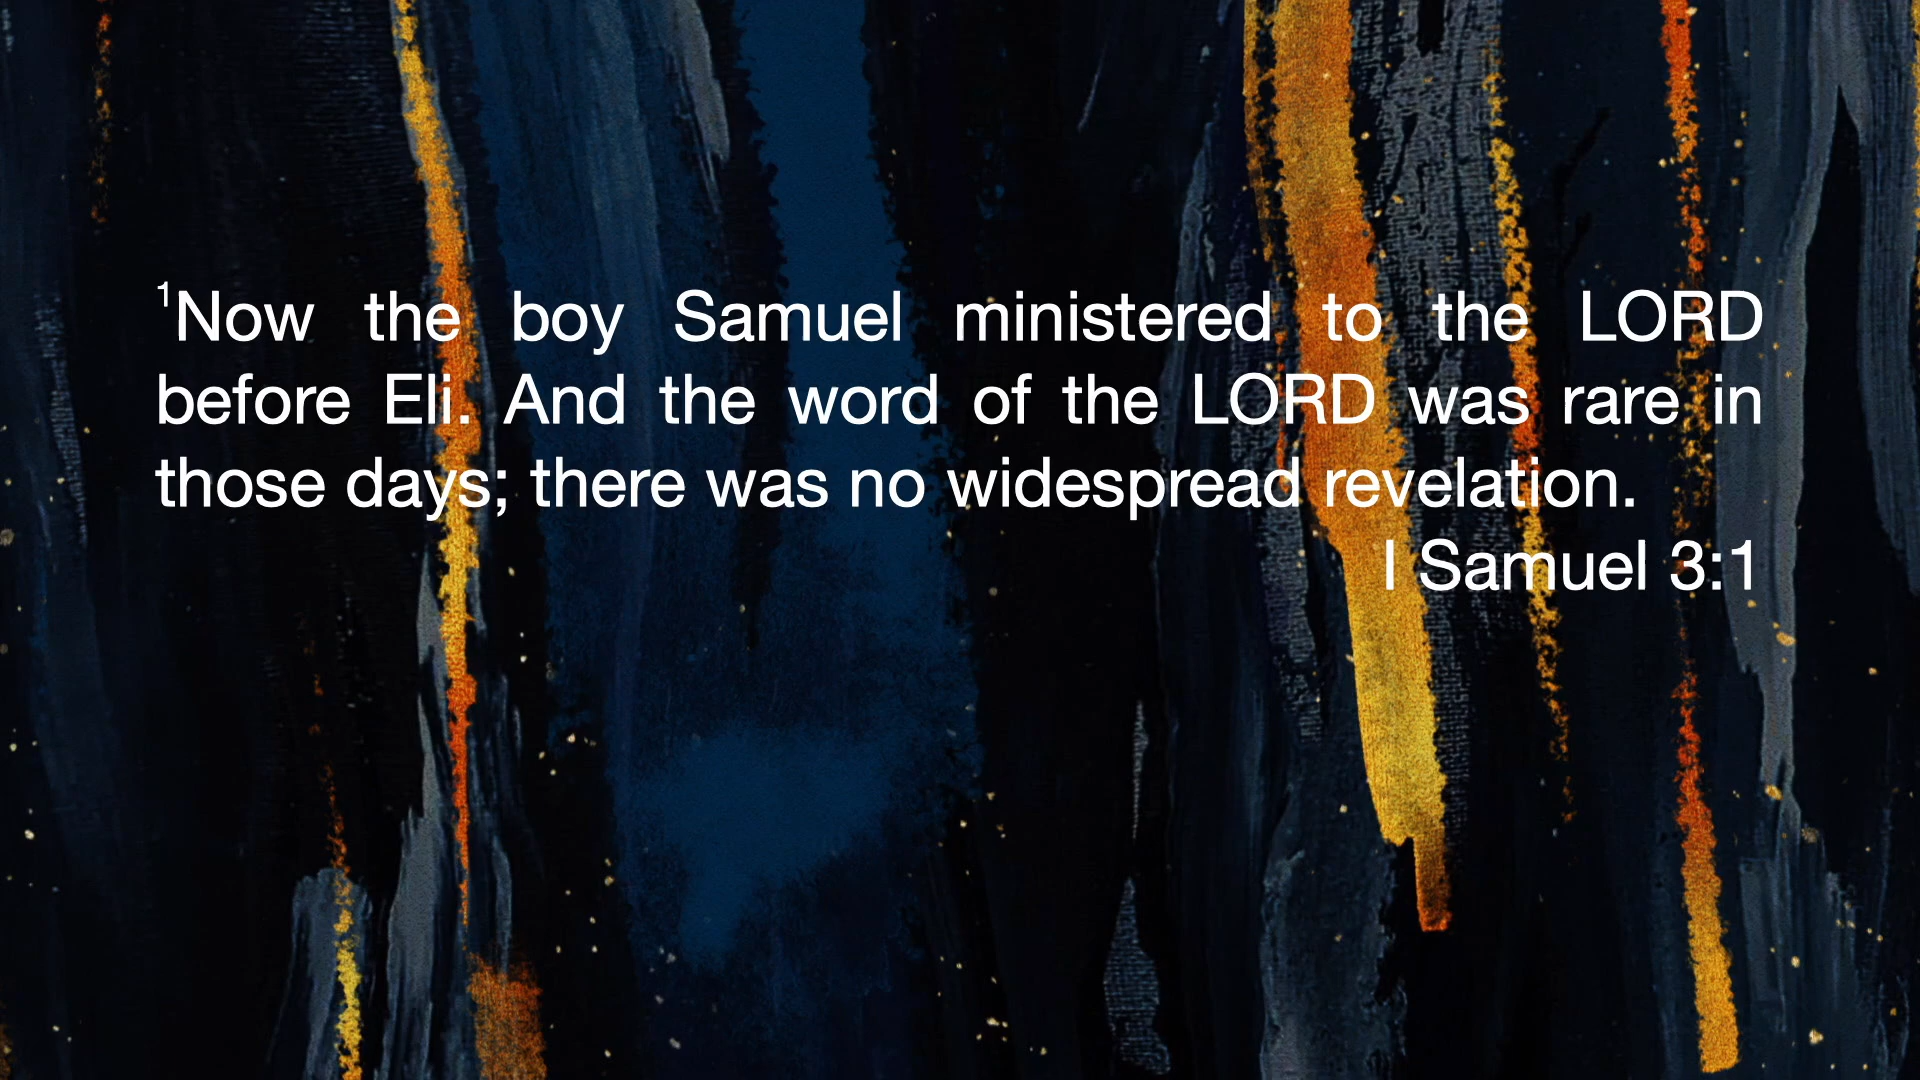 ¹Now the boy Samuel ministered to the LORD
before Eli. And the word of the LORD was rare in
those days; there was no widespread revelation.
I Samuel 3:1